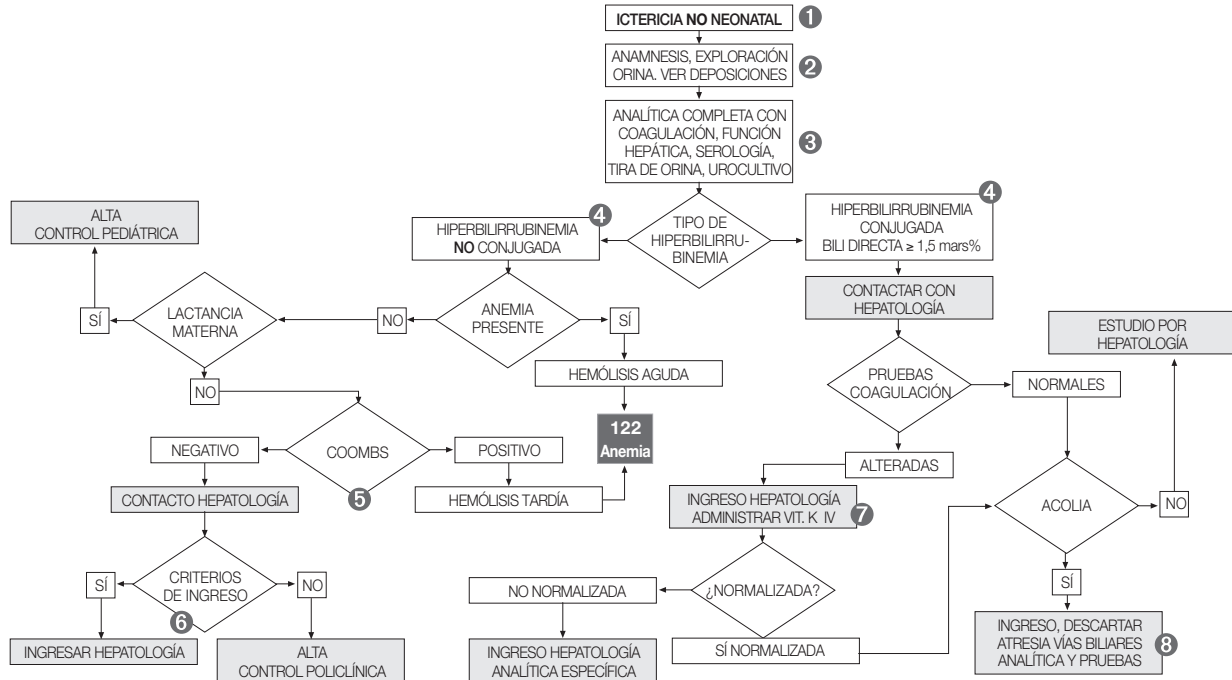 ICTERICIA NO NEONATAL
1
ANAMNESIS, EXPLORACIÓN
ORINA. VER DEPOSICIONES
2
ANALÍTICA COMPLETA CON
COAGULACIÓN, FUNCIÓN
HEPÁTICA, SEROLOGÍA,
TIRA DE ORINA, UROCULTIVO
3
TIPO DE
HIPERBILIRRU-
BINEMIA
4
HIPERBILIRRUBINEMIA
NO CONJUGADA
4
HIPERBILIRRUBINEMIA
CONJUGADA
BILI DIRECTA ≥ 1,5 mars%
ALTA
CONTROL PEDIÁTRICA
SÍ
LACTANCIA
MATERNA
NO
ANEMIA
PRESENTE
SÍ
CONTACTAR CON
HEPATOLOGÍA
ESTUDIO POR
HEPATOLOGÍA
HEMÓLISIS AGUDA
PRUEBAS
COAGULACIÓN
NORMALES
NO
122
Anemia
NEGATIVO
COOMBS
POSITIVO
5
ALTERADAS
CONTACTO HEPATOLOGÍA
HEMÓLISIS TARDÍA
INGRESO HEPATOLOGÍA
ADMINISTRAR VIT. K IV
7
ACOLIA
NO
SÍ
CRITERIOS
DE INGRESO
NO
6
NO NORMALIZADA
¿NORMALIZADA?
SÍ
INGRESAR HEPATOLOGÍA
ALTA
CONTROL POLICLÍNICA
INGRESO HEPATOLOGÍA
ANALÍTICA ESPECÍFICA
SÍ NORMALIZADA
INGRESO, DESCARTAR
ATRESIA VÍAS BILIARES
ANALÍTICA Y PRUEBAS
8